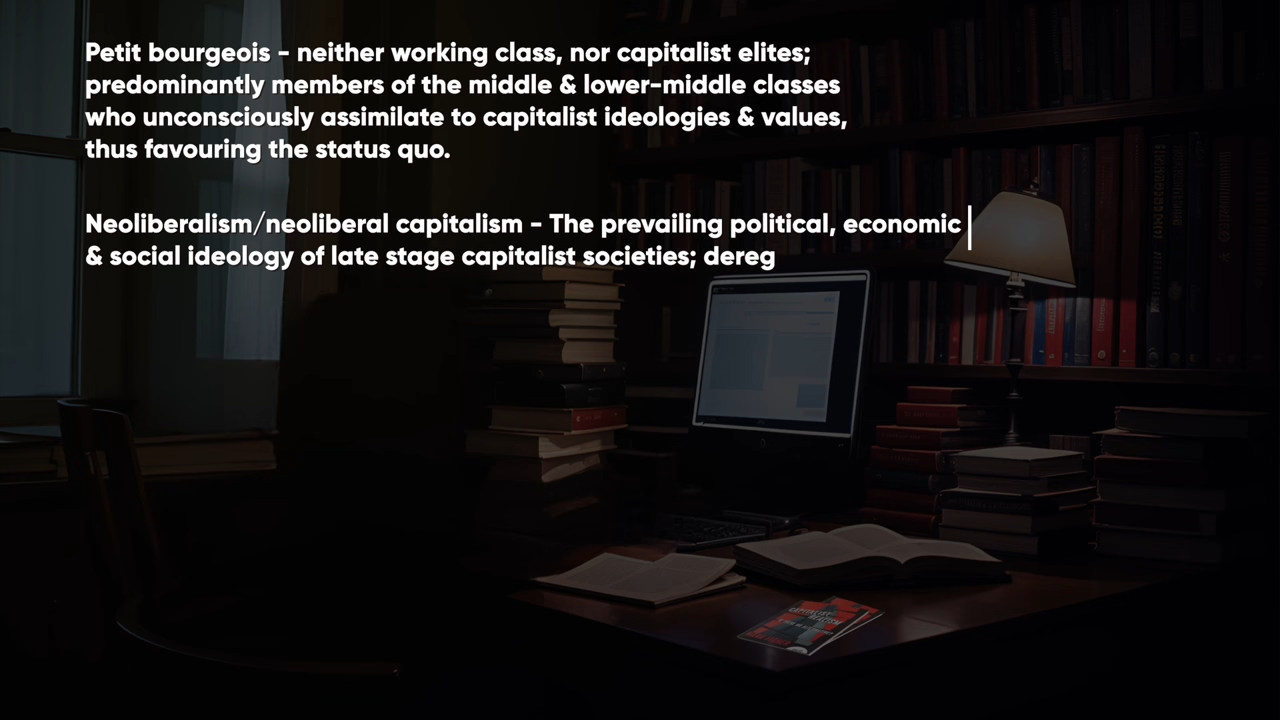 Petit bourgeois - neither working class, nor capitalist elites;
predominantly members of the middle & lower-middle classes
who unconsciously assimilate to capitalist ideologies & values,
thus favouring the status quo.
Neoliberalism/neoliberal capitalism - The prevailing political, economic
& social ideology of late stage capitalist societies; dereg
CAPITALIST
REALISM